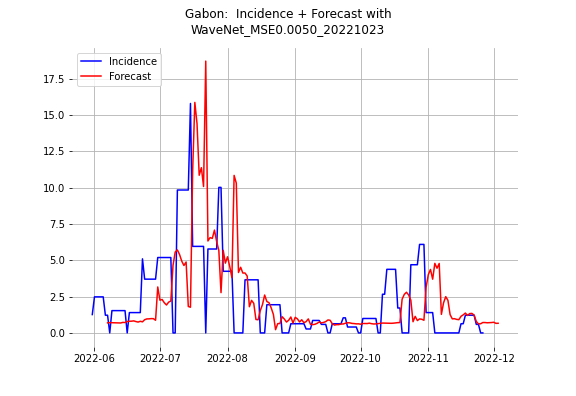 Gabon:  Incidence + Forecast with
WaveNet_MSE0.0050_20221023
Incidence
Forecast
17.5
15.0
12.5
10.0
7.5
5.0
2.5
0.0
2022-06 2022-07 2022-08 2022-09 2022-10 2022-11 2022-12